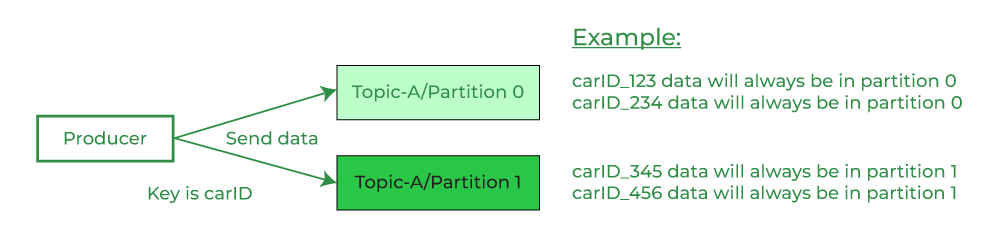 Example:
Topic-A/Partition 0
carID_123 data will always be in partition 0
carID_234 data will always be in partition 0
Producer
Send data
Topic-A/Partition 1
Key is carID
carID_345 data will always be in partition 1
carID_456 data will always be in partition 1